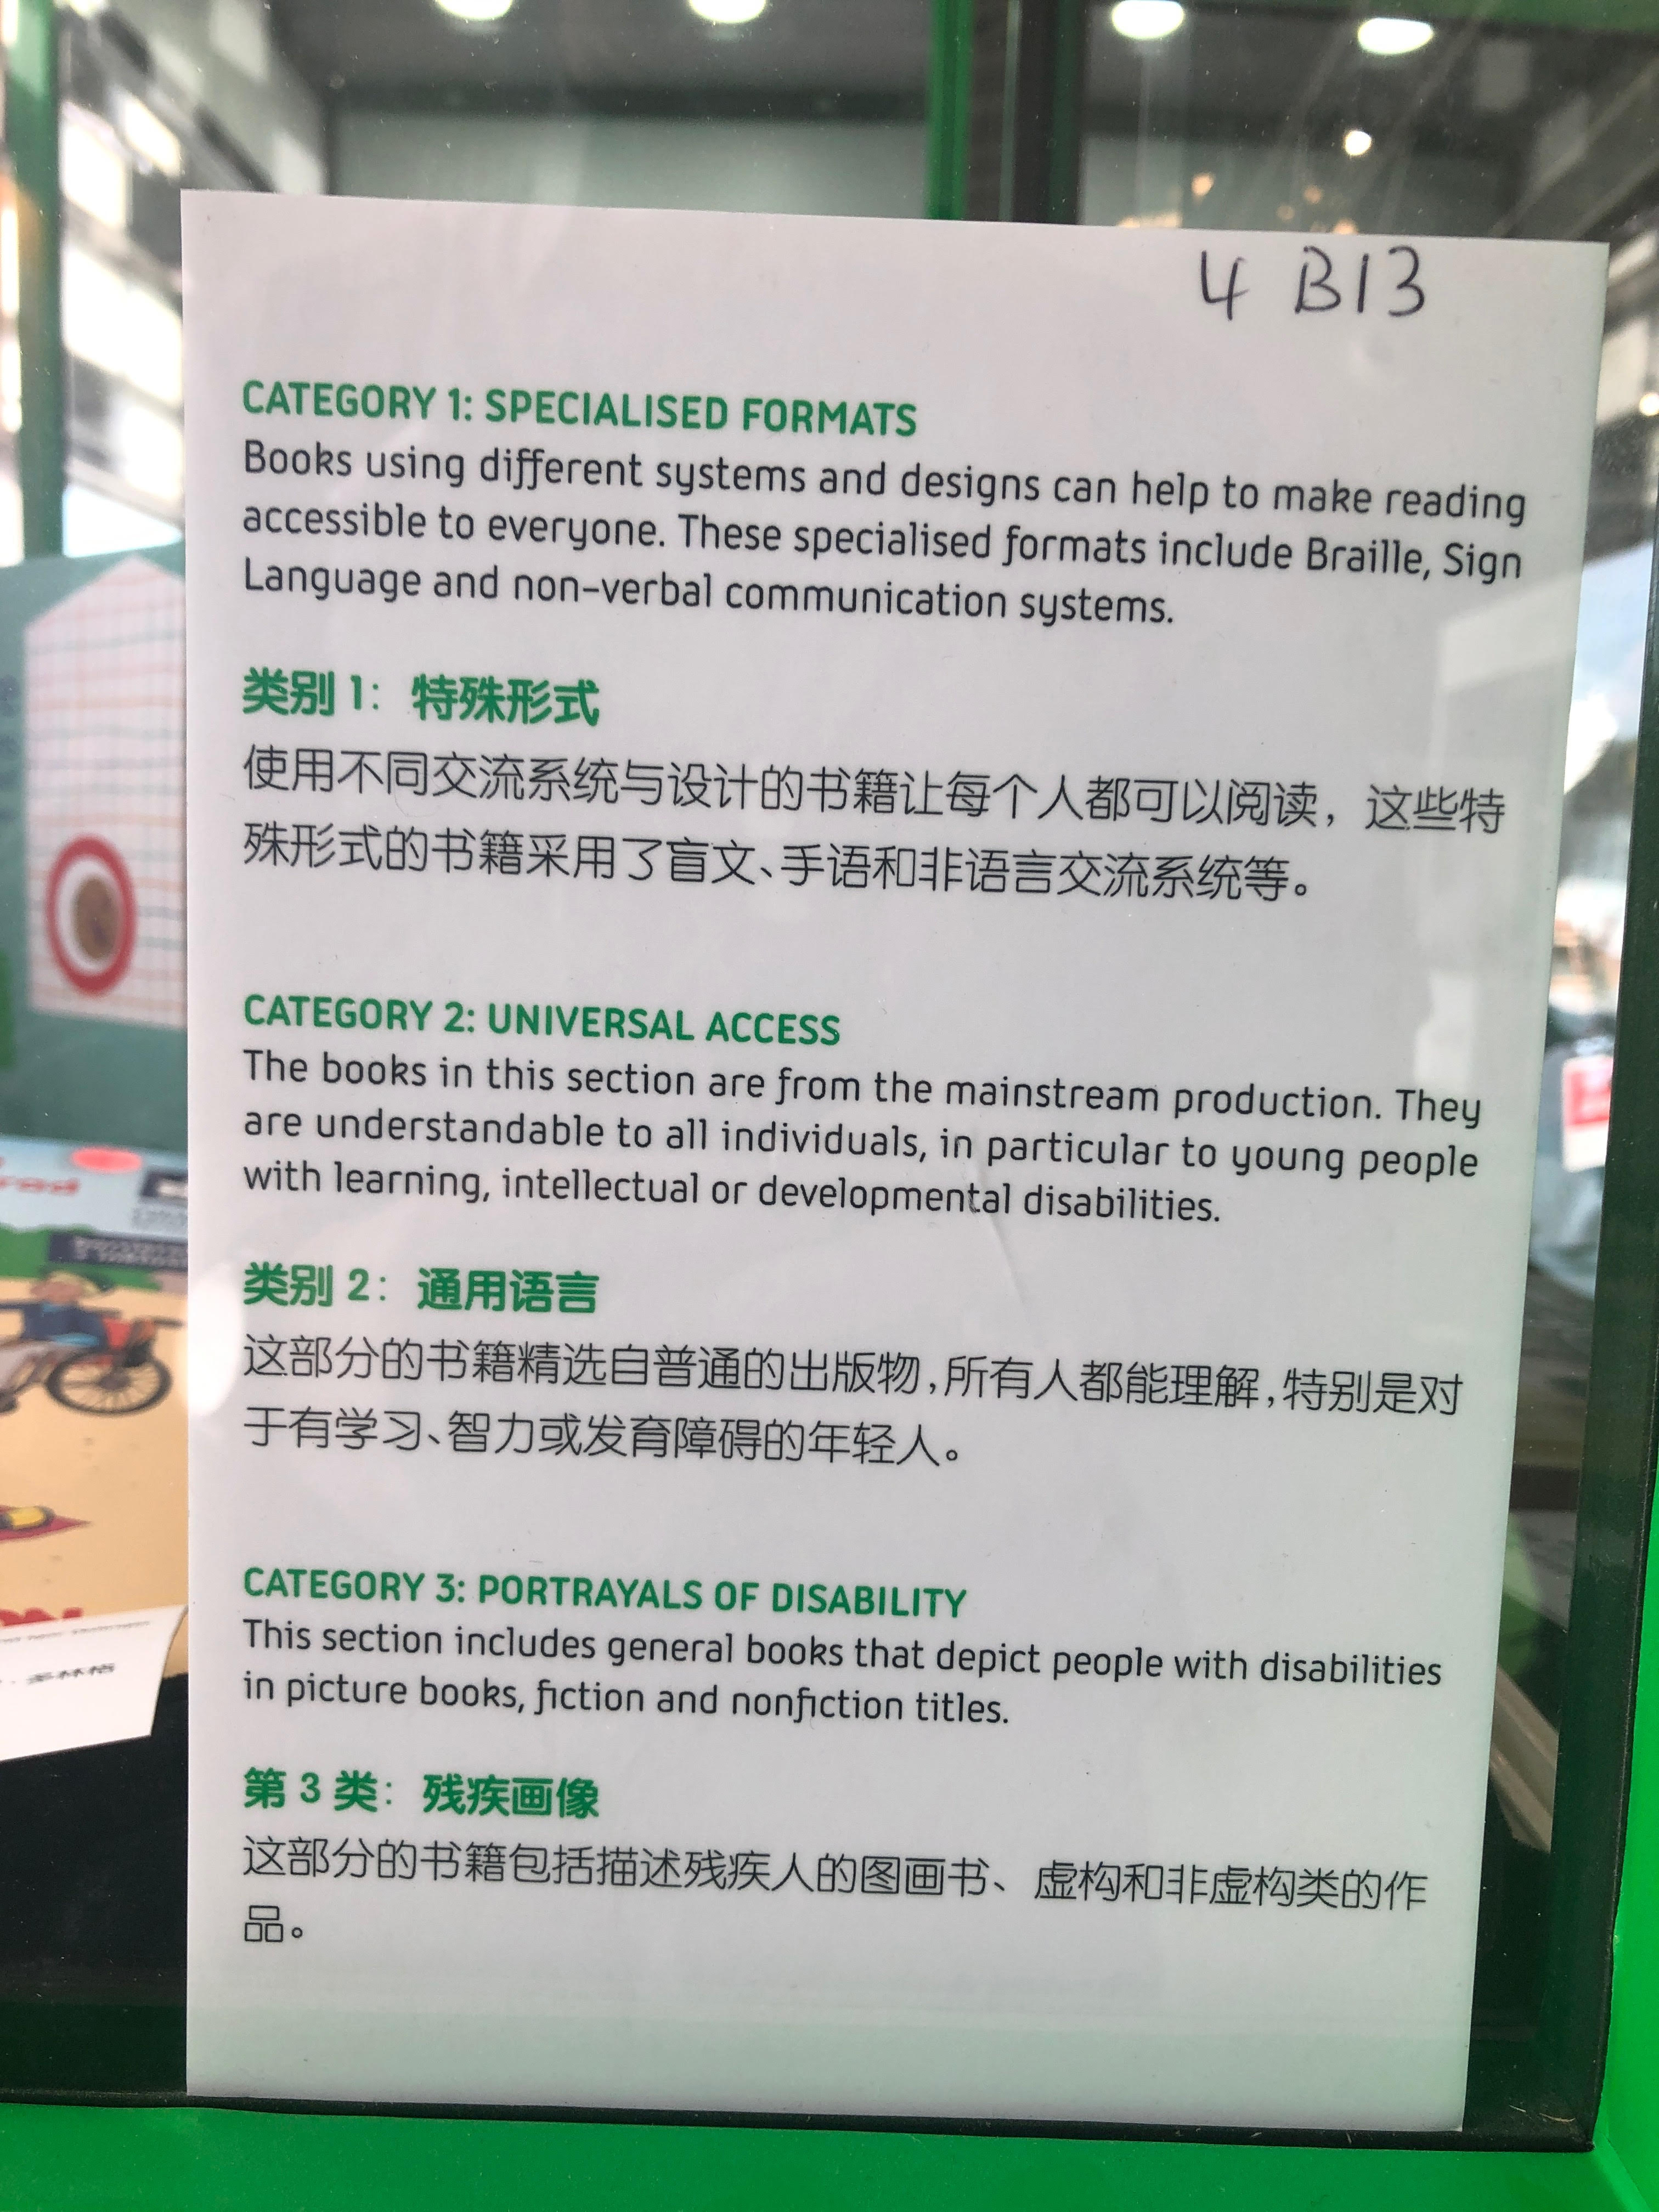 4 B13
CATEGORY 1: SPECIALISED FORMATS
Books using different systems and designs can help to make reading
accessible to everyone. These specialised formats include Braille, Sign
Language and non-verbal communication systems.
类别 1: 特殊形式
使用不同交流系统与设计的书籍让每个人都可以阅读，这些特
殊形式的书籍采用了盲文、手语和非语言交流系统等。
CATEGORY 2: UNIVERSAL ACCESS
The books in this section are from the mainstream production. They
are understandable to all individuals, in particular to young people
with learning, intellectual or developmental disabilities.
类别 2: 通用语言
这部分的书籍精选自普通的出版物，所有人都能理解，特别是对
于有学习、智力或发育障碍的年轻人。
CATEGORY 3: PORTRAYALS OF DISABILITY
This section includes general books that depict people with disabilities
in picture books, fiction and nonfiction titles.
第 3 类: 残疾画像
这部分的书籍包括描述残疾人的图画书、虚构和非虚构类的作
品。